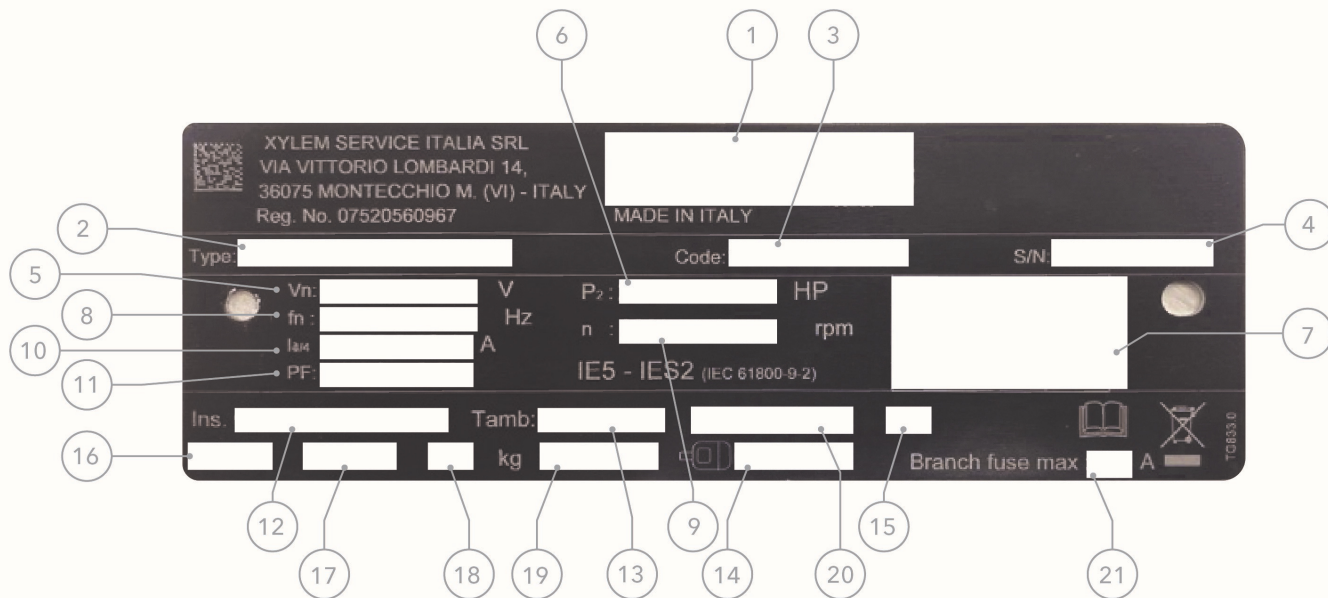 6 1 3
XYLEM SERVICE ITALIA SRL
VIA VITTORIO LOMBARDI 14,
36075 MONTECCHIO M. (VI) - ITALY
Reg. No. 07520560967 MADE IN ITALY
2 4
Type: Code: S/N:
5 Vn: V P2 : HP
8 fn : Hz n : rpm 7
10 I4/4 A
11 PF: IE5 - IES2 (IEC 61800-9-2)
Ins. Tamb:
TG833.0
16 kg Branch fuse max A
12 9 15
17 18 19 13 14 20 21